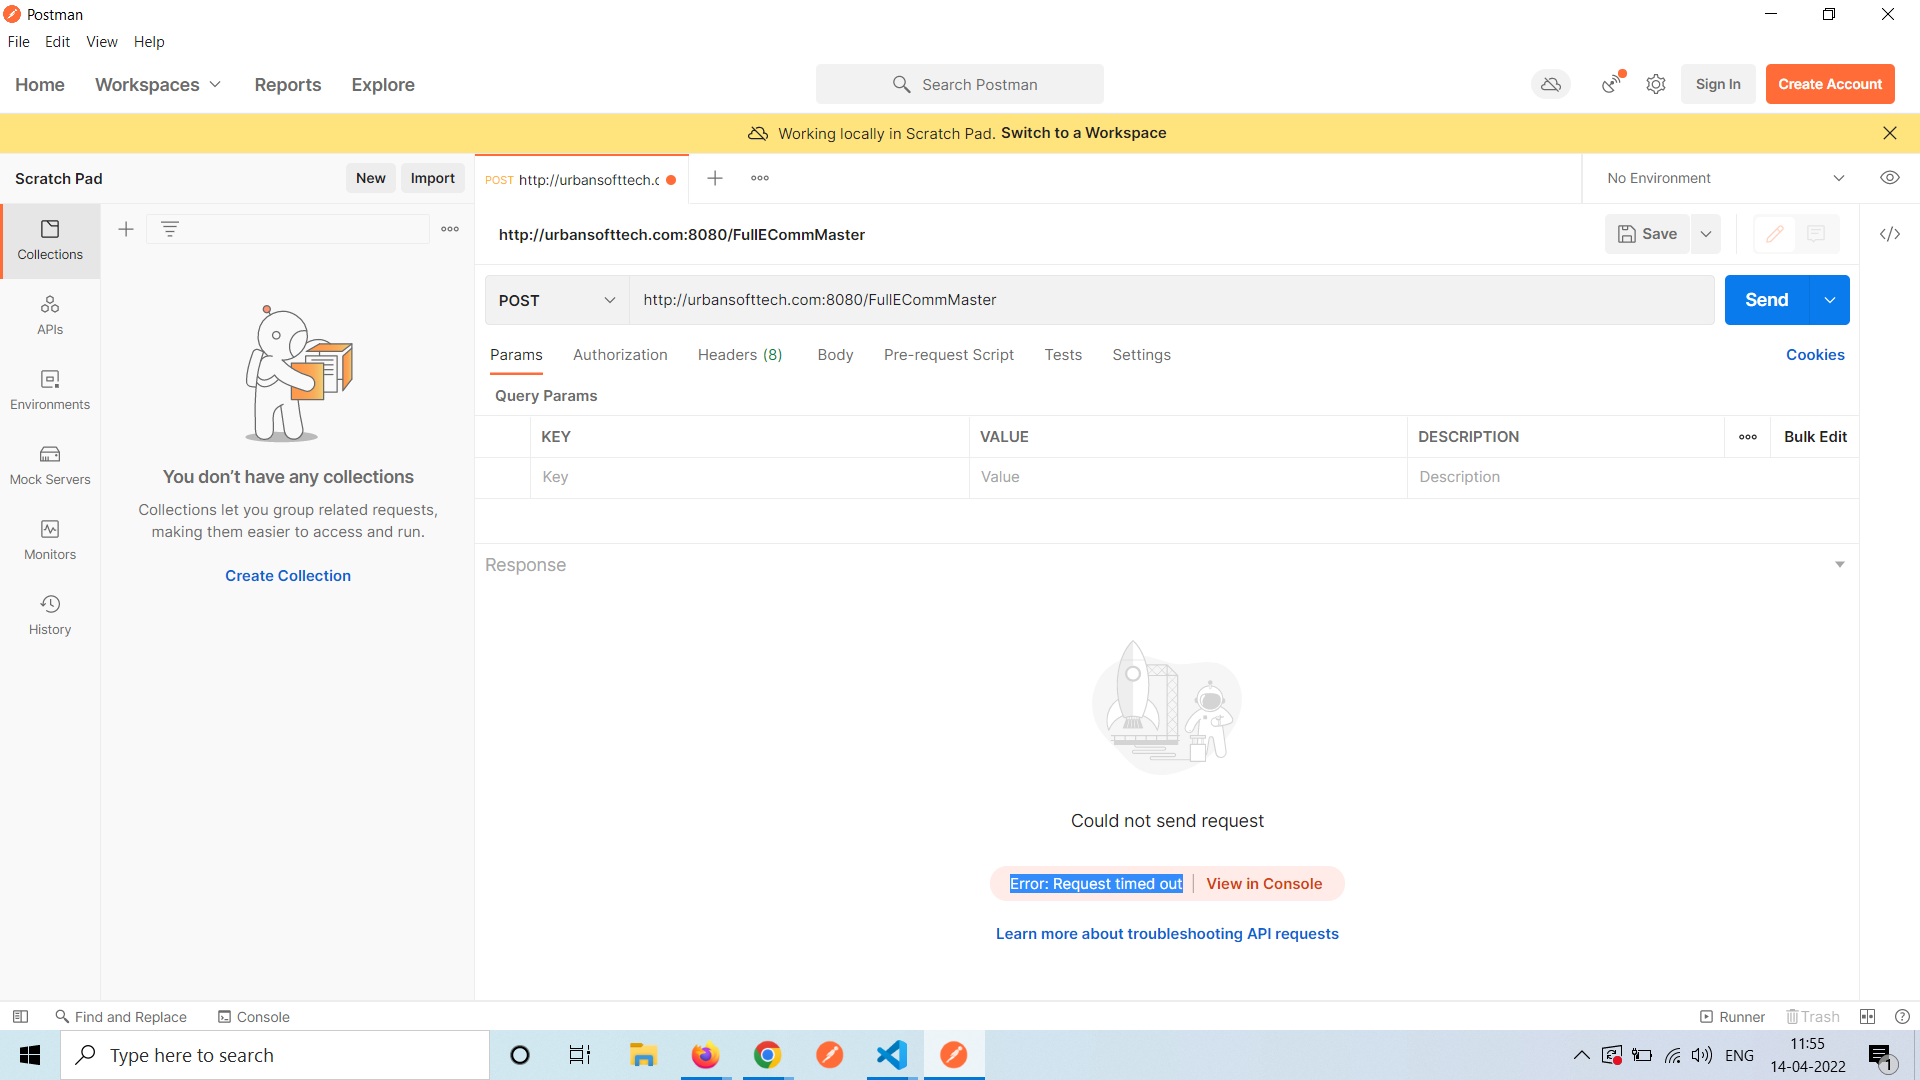 Postman
File Edit View Help
Home Workspaces Reports Explore Search Postman Sign In Create Account
Working locally in Scratch Pad. Switch to a Workspace
Scratch Pad New Import POST http://urbansofttech.c No Environment
http://urbansofttech.com:8080/FullECommMaster Save
Collections
POST http://urbansofttech.com:8080/FullECommMaster Send
APIs
Params Authorization Headers (8) Body Pre-request Script Tests Settings Cookies
Environments
Query Params
KEY VALUE DESCRIPTION Bulk Edit
Key Value Description
Mock Servers
You don’t have any collections
Collections let you group related requests,
making them easier to access and run.
Monitors
Create Collection
Response
History
Could not send request
Error: Request timed out View in Console
Learn more about troubleshooting API requests
Find and Replace Console Runner Trash
Type here to search ENG 11:55
14-04-2022 1